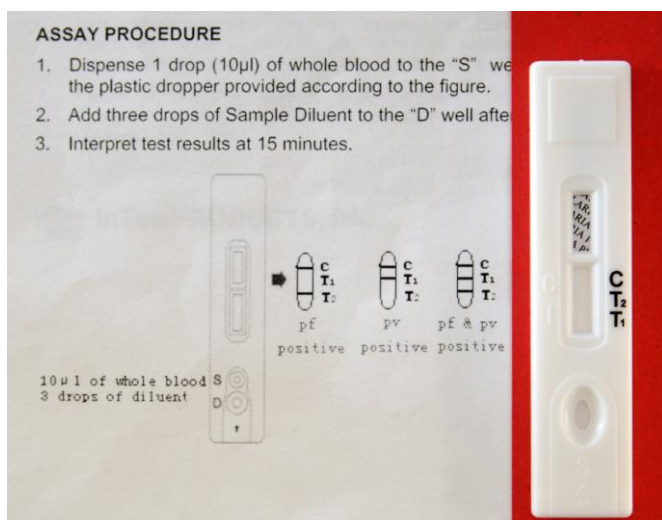 ASSAY PROCEDURE
1. Dispense 1 drop (10µl) of whole blood to the “S” we
the plastic dropper provided according to the figure.
2. Add three drops of Sample Diluent to the “D” well afte
3. Interpret test results at 15 minutes.
C C C
T₁ T₁ T₁
T₂ T₂ T₂
pf pv pf & pv
positive positive positive
10µl of whole blood S
3 drops of diluent D
C
T₂
T₁